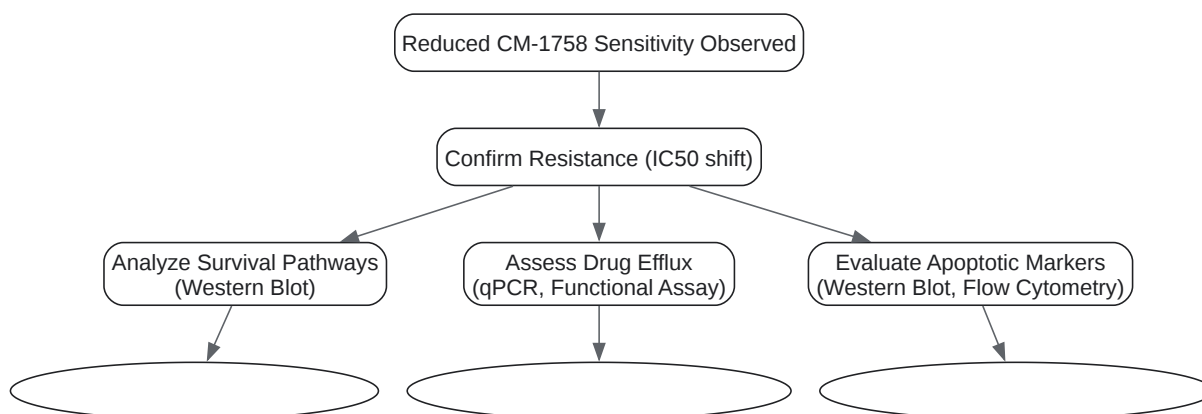 Reduced CM-1758 Sensitivity Observed
Confirm Resistance (IC50 shift)
Analyze Survival Pathways
(Western Blot)
Assess Drug Efflux
(qPCR, Functional Assay)
Evaluate Apoptotic Markers
(Western Blot, Flow Cytometry)